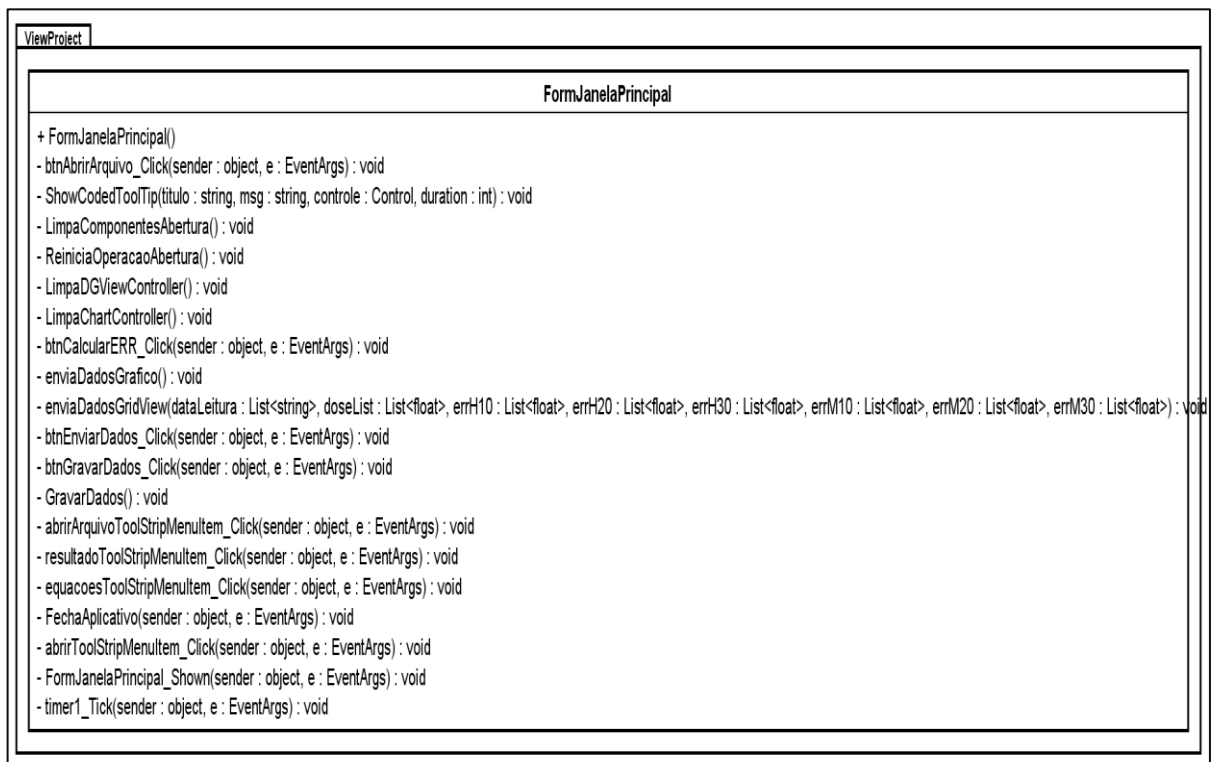 ViewProject
FormJanelaPrincipal
+ FormJanelaPrincipal()
- btnAbrirArquivo_Click(sender : object, e : EventArgs) : void
- ShowCodedToolTip(titulo : string, msg : string, controle : Control, duration : int) : void
- LimpaComponentesAbertura() : void
- ReiniciaOperacaoAbertura() : void
- LimpaDGViewController() : void
- LimpaChartController() : void
- btnCalcularERR_Click(sender : object, e : EventArgs) : void
- enviaDadosGrafico() : void
- enviaDadosGridView(dataLeitura : List<string>, doseList : List<float>, errH10 : List<float>, errH20 : List<float>, errH30 : List<float>, errM10 : List<float>, errM20 : List<float>, errM30 : List<float>) : void
- btnEnviarDados_Click(sender : object, e : EventArgs) : void
- btnGravarDados_Click(sender : object, e : EventArgs) : void
- GravarDados() : void
- abrirArquivoToolStripMenuItem_Click(sender : object, e : EventArgs) : void
- resultadoToolStripMenuItem_Click(sender : object, e : EventArgs) : void
- equacoesToolStripMenuItem_Click(sender : object, e : EventArgs) : void
- FechaAplicativo(sender : object, e : EventArgs) : void
- abrirToolStripMenuItem_Click(sender : object, e : EventArgs) : void
- FormJanelaPrincipal_Shown(sender : object, e : EventArgs) : void
- timer1_Tick(sender : object, e : EventArgs) : void